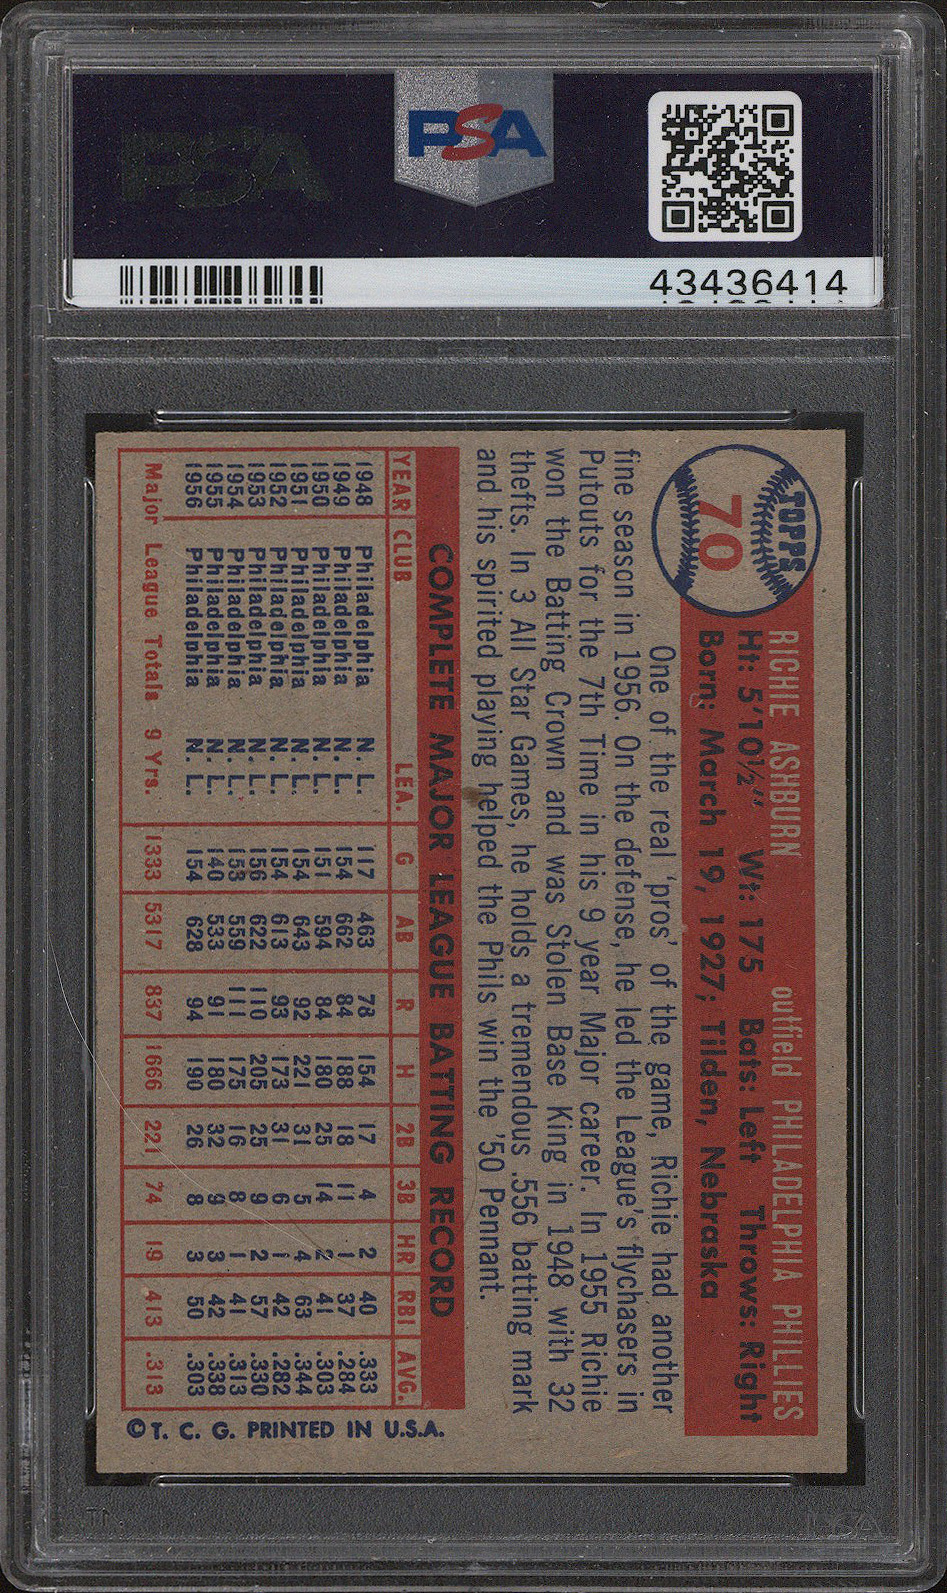 PSA
PSA
43436414
TOPPS
70
RICHIE ASHBURN outfield PHILADELPHIA PHILLIES
Ht: 5'10½" Wt: 175 Bats: Left Throws: Right
Born: March 19, 1927; Tilden, Nebraska
One of the real 'pros' of the game, Richie had another
fine season in 1956. On the defense, he led the League's flychasers in
Putouts for the 7th Time in his 9 year Major career. In 1955 Richie
won the Batting Crown and was Stolen Base King in 1948 with 32
thefts. In 3 All Star Games, he holds a tremendous .556 batting mark
and his spirited playing helped the Phils win the '50 Pennant.
COMPLETE MAJOR LEAGUE BATTING RECORD
YEAR CLUB LEA. G AB R H 2B 3B HR RBI AVG.
1948 Philadelphia N. L. 117 463 78 154 17 4 2 40 .333
1949 Philadelphia N. L. 154 662 84 188 18 11 1 37 .284
1950 Philadelphia N. L. 151 594 84 180 25 14 2 41 .303
1951 Philadelphia N. L. 154 643 92 221 31 5 4 63 .344
1952 Philadelphia N. L. 154 613 93 173 31 6 1 42 .282
1953 Philadelphia N. L. 156 622 110 205 25 9 2 57 .330
1954 Philadelphia N. L. 153 559 111 175 16 8 1 41 .313
1955 Philadelphia N. L. 140 533 91 180 32 9 3 42 .338
1956 Philadelphia N. L. 154 628 94 190 26 8 3 50 .303
Major League Totals 9 Yrs. 1333 5317 837 1666 221 74 19 413 .313
© T. C. G. PRINTED IN U.S.A.